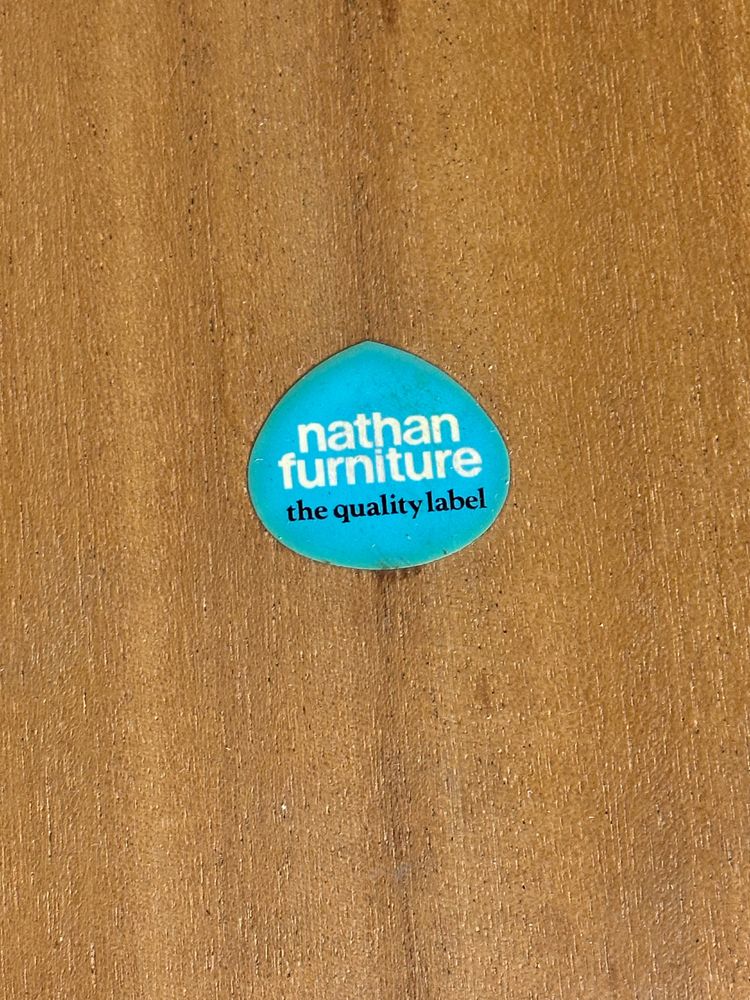 nathan
furniture
the quality label